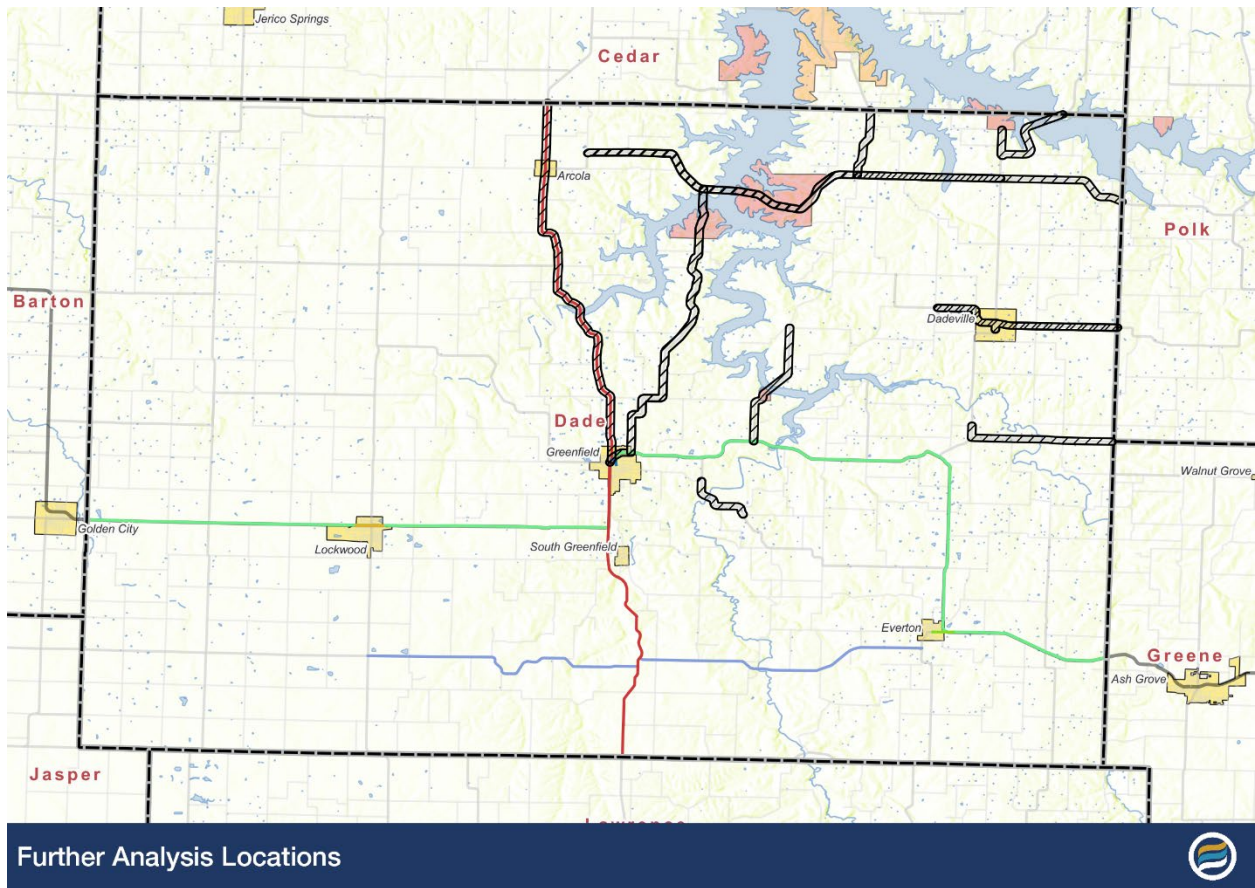 Jerico Springs
Cedar
Arcola
Polk
Barton
Dadeville
Dade
Greenfield
Walnut Grove
Golden City
Lockwood
South Greenfield
Everton
Greene
Ash Grove
Jasper
Lawrence
Further Analysis Locations